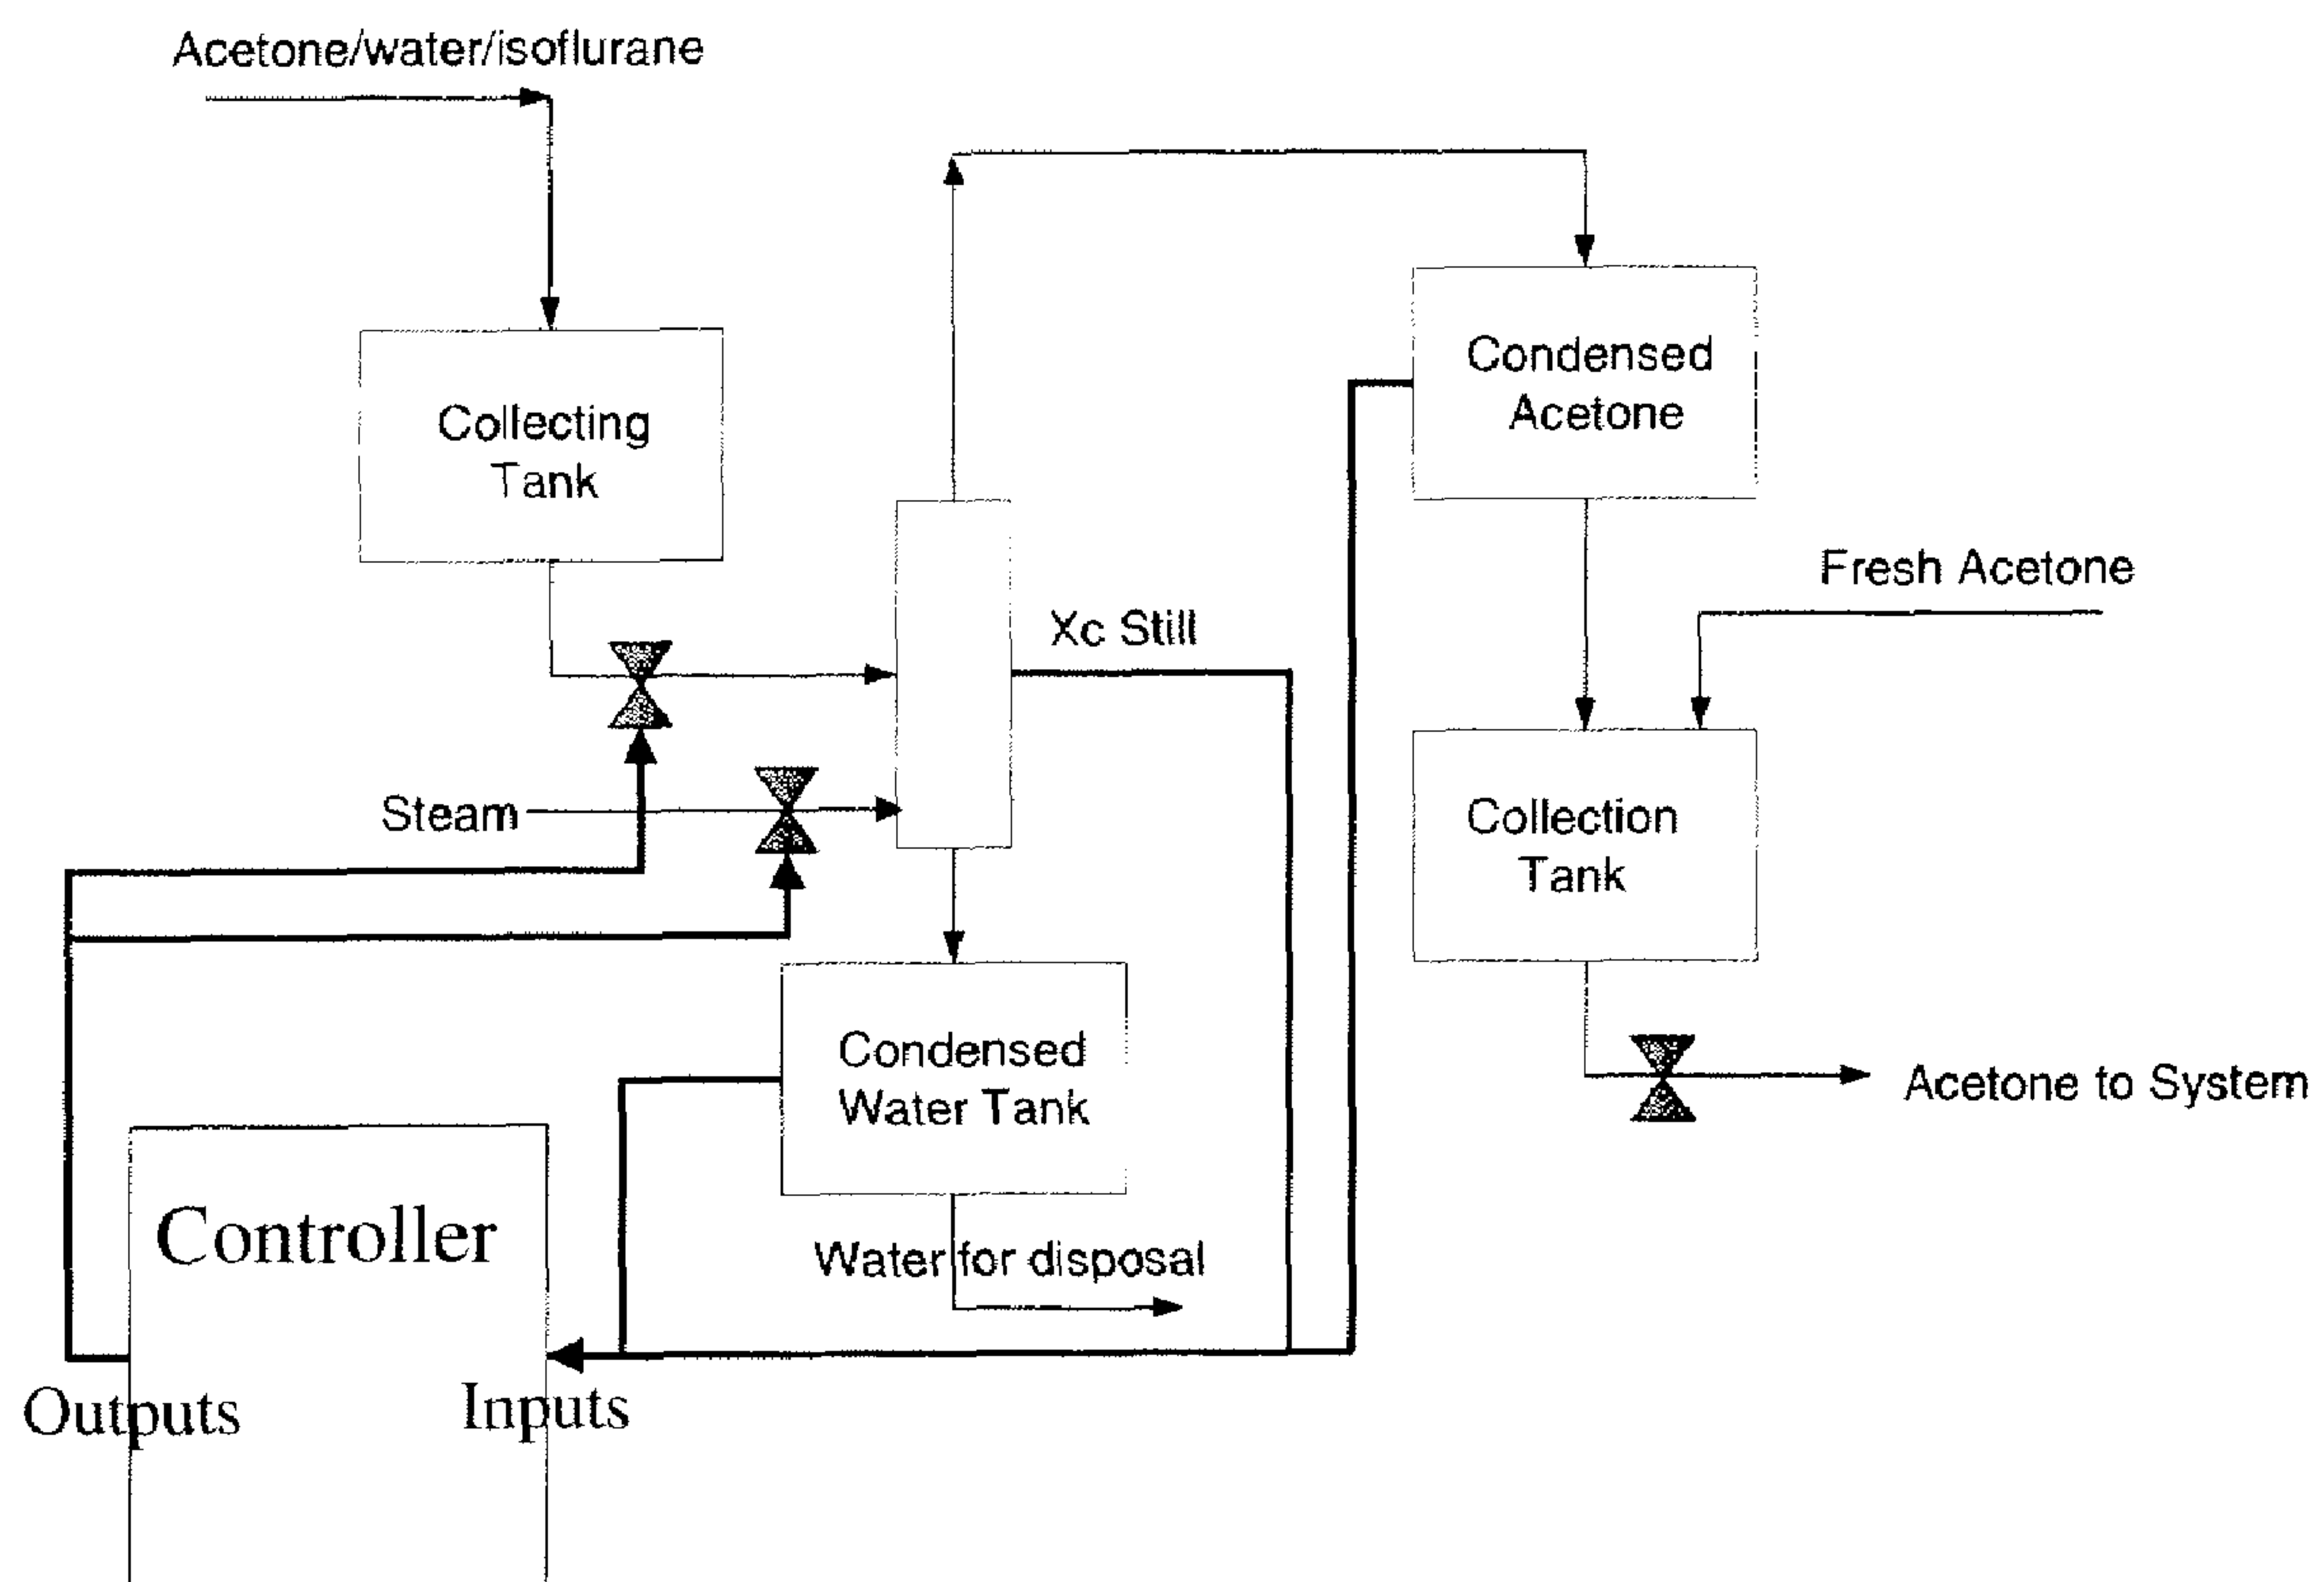 Acetone/water/isoflurane
Collecting
Tank
Condensed
Acetone
Fresh Acetone
Xc Still
Steam
Collection
Tank
Condensed
Water Tank
Acetone to System
Controller
Water for disposal
Outputs
Inputs